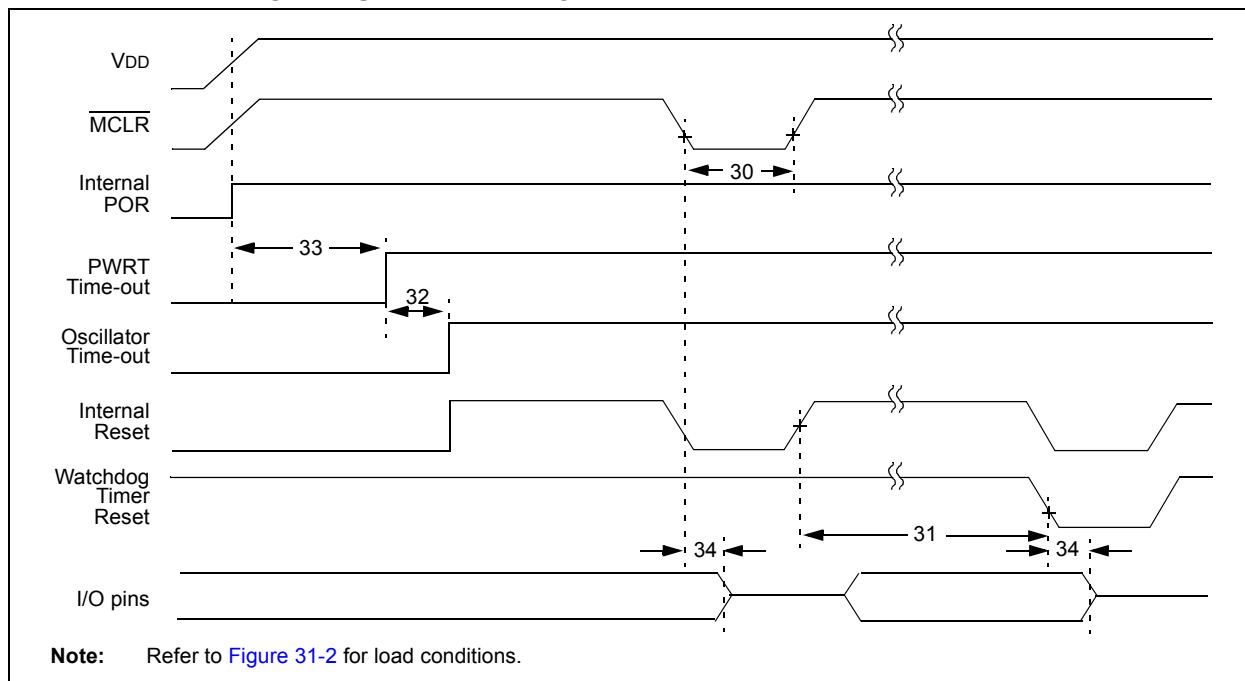 VDD
MCLR
30
Internal
POR
33
PWRT
Time-out
32
Oscillator
Time-out
Internal
Reset
Watchdog
Timer
Reset
31
34
34
I/O pins
Note: Refer to Figure 31-2 for load conditions.